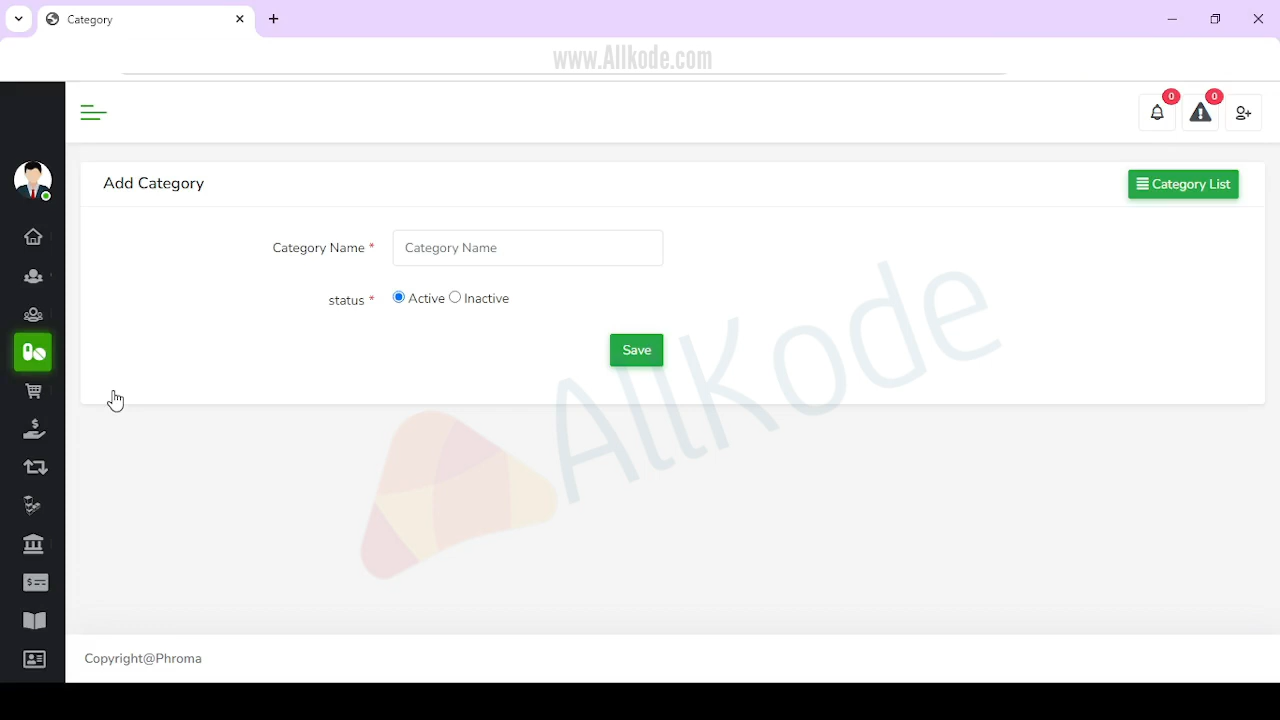 Category
www.Allkode.com
0
0
Add Category
Category List
Category Name *
Category Name
status *
Active
Inactive
Save
AllKode
Copyright@Phroma